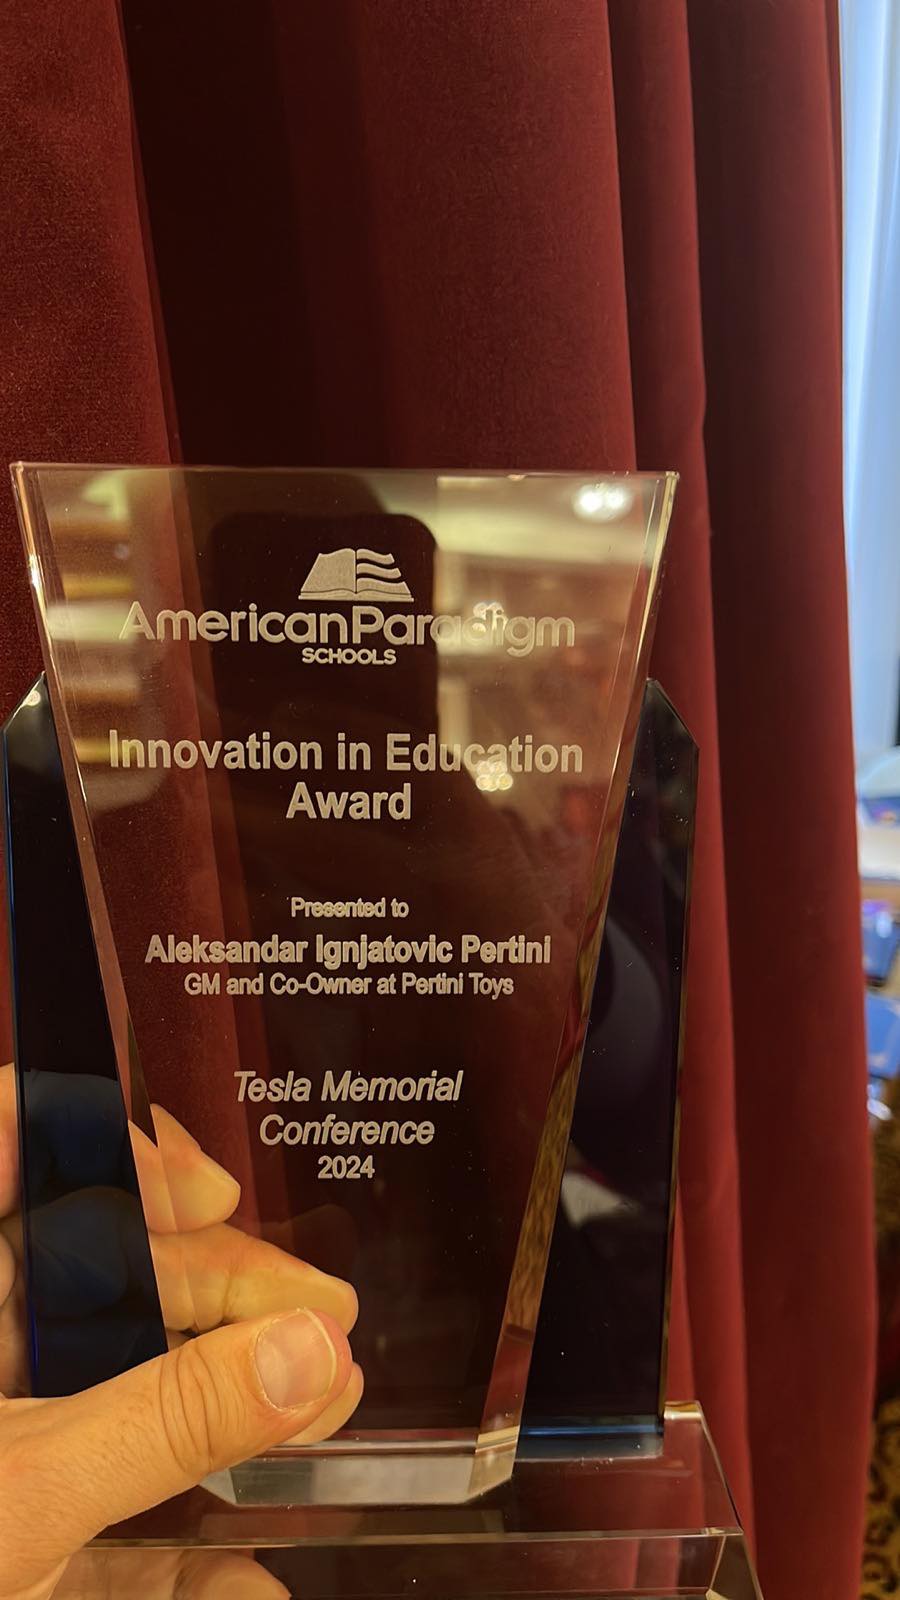 AmericanParadigm
SCHOOLS
Innovation in Education
Award
Presented to
Aleksandar Ignjatovic Pertini
GM and Co-Owner at Pertini Toys
Tesla Memorial
Conference
2024